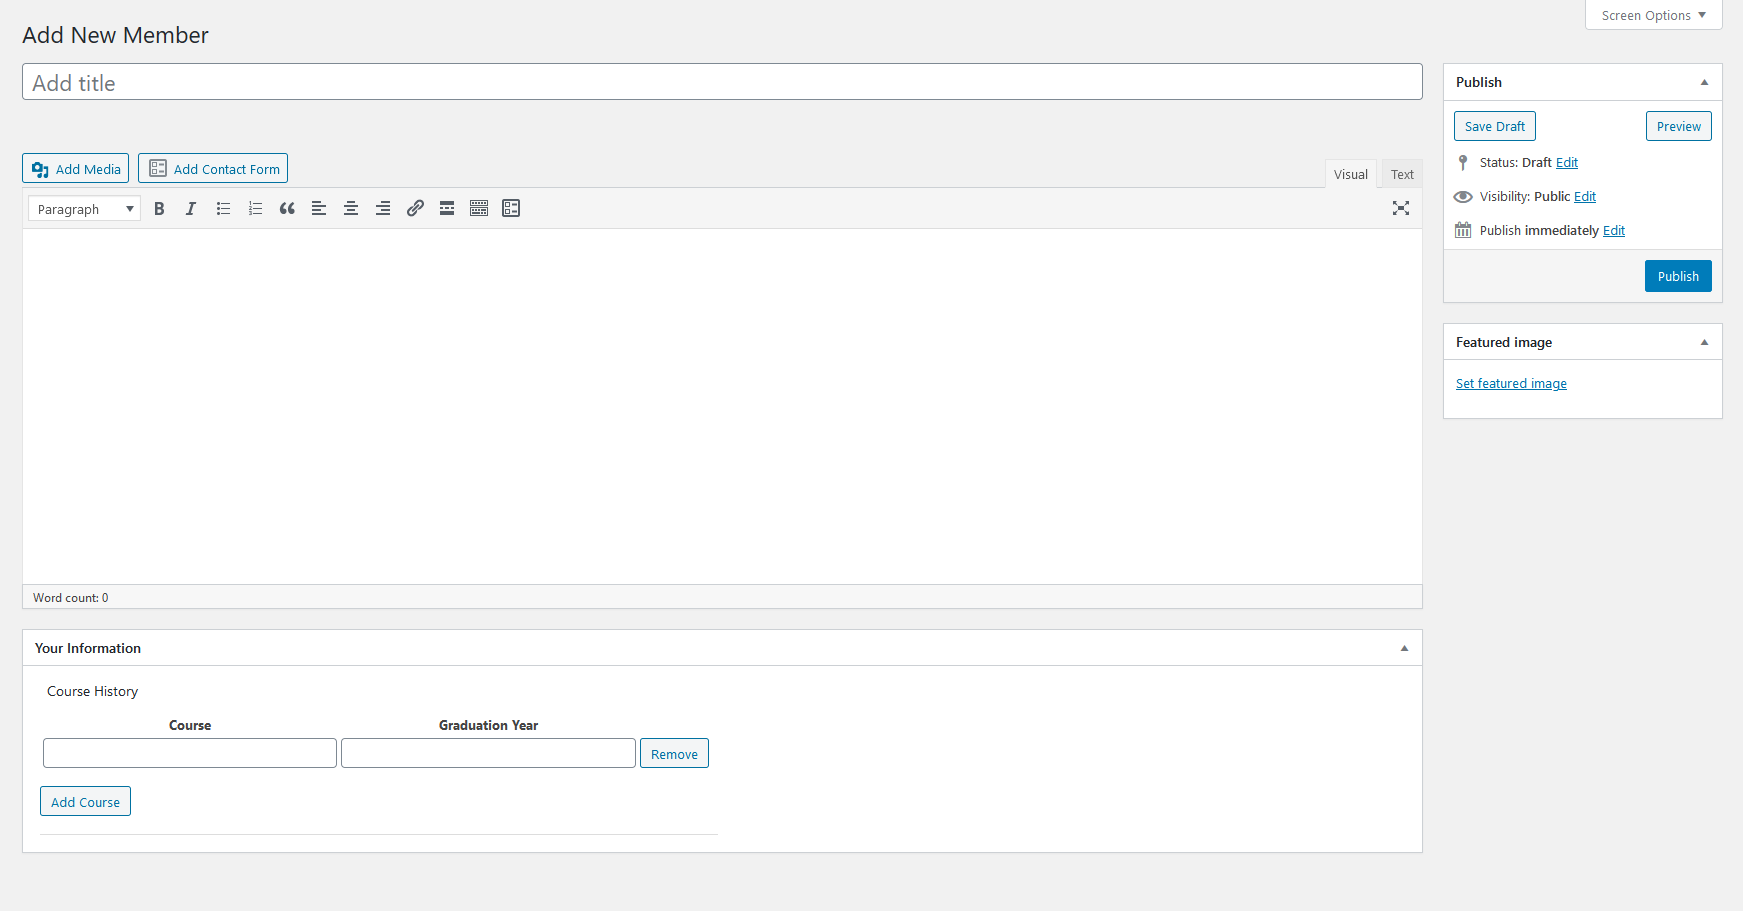 Screen Options
Add New Member
Add title
Add Media
Add Contact Form
Visual
Text
Paragraph
Word count: 0
Your Information
Course History
Course
Graduation Year
Remove
Add Course
Publish
Save Draft
Preview
Status: Draft Edit
Visibility: Public Edit
Publish immediately Edit
Publish
Featured image
Set featured image